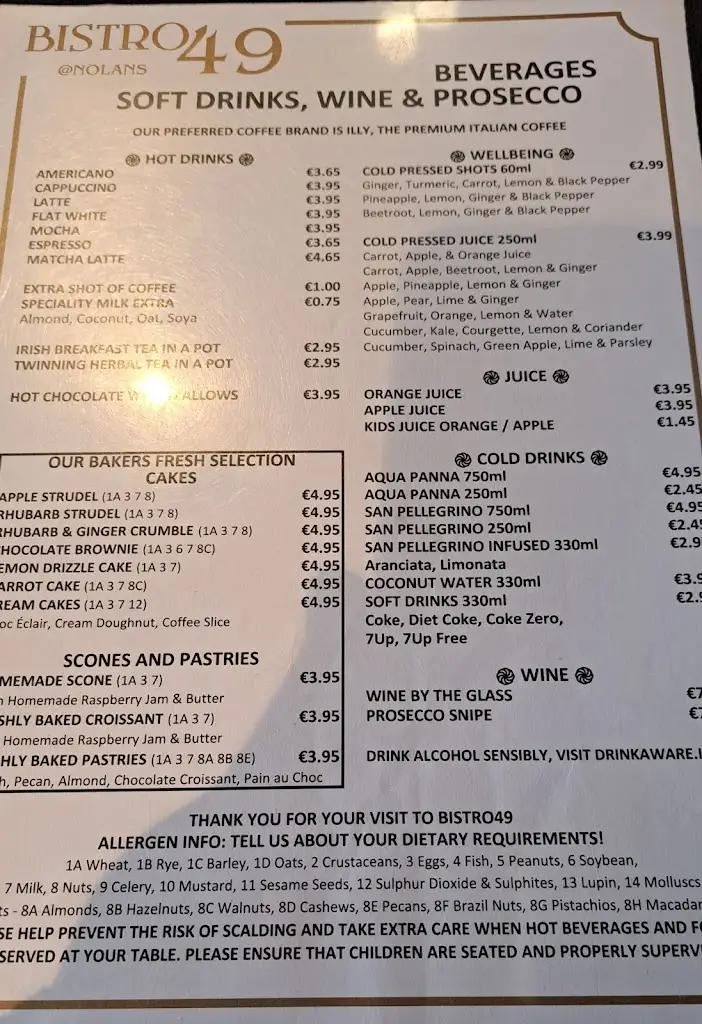 BISTRO49
@NOLANS
BEVERAGES
SOFT DRINKS, WINE & PROSECCO
OUR PREFERRED COFFEE BRAND IS ILLY, THE PREMIUM ITALIAN COFFEE
HOT DRINKS
AMERICANO €3.65
CAPPUCCINO €3.95
LATTE €3.95
FLAT WHITE €3.95
MOCHA €3.95
ESPRESSO €3.65
MATCHA LATTE €4.65
EXTRA SHOT OF COFFEE €1.00
SPECIALITY MILK EXTRA €0.75
Almond, Coconut, Oat, Soya
IRISH BREAKFAST TEA IN A POT €2.95
TWINNING HERBAL TEA IN A POT €2.95
HOT CHOCOLATE ALLOWS €3.95
OUR BAKERS FRESH SELECTION
CAKES
APPLE STRUDEL (1A 3 7 8) €4.95
RHUBARB STRUDEL (1A 3 7 8) €4.95
RHUBARB & GINGER CRUMBLE (1A 3 7 8) €4.95
CHOCOLATE BROWNIE (1A 3 6 7 8C) €4.95
EMON DRIZZLE CAKE (1A 3 7) €4.95
ARROT CAKE (1A 3 7 8C) €4.95
REAM CAKES (1A 3 7 12) €4.95
oc Éclair, Cream Doughnut, Coffee Slice
SCONES AND PASTRIES
MEMADE SCONE (1A 3 7) €3.95
h Homemade Raspberry Jam & Butter
SHLY BAKED CROISSANT (1A 3 7) €3.95
Homemade Raspberry Jam & Butter
HLY BAKED PASTRIES (1A 3 7 8A 8B 8E) €3.95
h, Pecan, Almond, Chocolate Croissant, Pain au Choc
WELLBEING
COLD PRESSED SHOTS 60ml €2.99
Ginger, Turmeric, Carrot, Lemon & Black Pepper
Pineapple, Lemon, Ginger & Black Pepper
Beetroot, Lemon, Ginger & Black Pepper
COLD PRESSED JUICE 250ml €3.99
Carrot, Apple, & Orange Juice
Carrot, Apple, Beetroot, Lemon & Ginger
Apple, Pineapple, Lemon & Ginger
Apple, Pear, Lime & Ginger
Grapefruit, Orange, Lemon & Water
Cucumber, Kale, Courgette, Lemon & Coriander
Cucumber, Spinach, Green Apple, Lime & Parsley
JUICE
ORANGE JUICE €3.95
APPLE JUICE €3.95
KIDS JUICE ORANGE / APPLE €1.45
COLD DRINKS
AQUA PANNA 750ml €4.95
AQUA PANNA 250ml €2.45
SAN PELLEGRINO 750ml €4.95
SAN PELLEGRINO 250ml €2.45
SAN PELLEGRINO INFUSED 330ml €2.9
Aranciata, Limonata
COCONUT WATER 330ml €3.9
SOFT DRINKS 330ml €2.9
Coke, Diet Coke, Coke Zero,
7Up, 7Up Free
WINE
WINE BY THE GLASS €7
PROSECCO SNIPE €7
DRINK ALCOHOL SENSIBLY, VISIT DRINKAWARE.I
THANK YOU FOR YOUR VISIT TO BISTRO49
ALLERGEN INFO: TELL US ABOUT YOUR DIETARY REQUIREMENTS!
1A Wheat, 1B Rye, 1C Barley, 1D Oats, 2 Crustaceans, 3 Eggs, 4 Fish, 5 Peanuts, 6 Soybean,
7 Milk, 8 Nuts, 9 Celery, 10 Mustard, 11 Sesame Seeds, 12 Sulphur Dioxide & Sulphites, 13 Lupin, 14 Molluscs
ts - 8A Almonds, 8B Hazelnuts, 8C Walnuts, 8D Cashews, 8E Pecans, 8F Brazil Nuts, 8G Pistachios, 8H Macadam
SE HELP PREVENT THE RISK OF SCALDING AND TAKE EXTRA CARE WHEN HOT BEVERAGES AND FO
SERVED AT YOUR TABLE. PLEASE ENSURE THAT CHILDREN ARE SEATED AND PROPERLY SUPERV